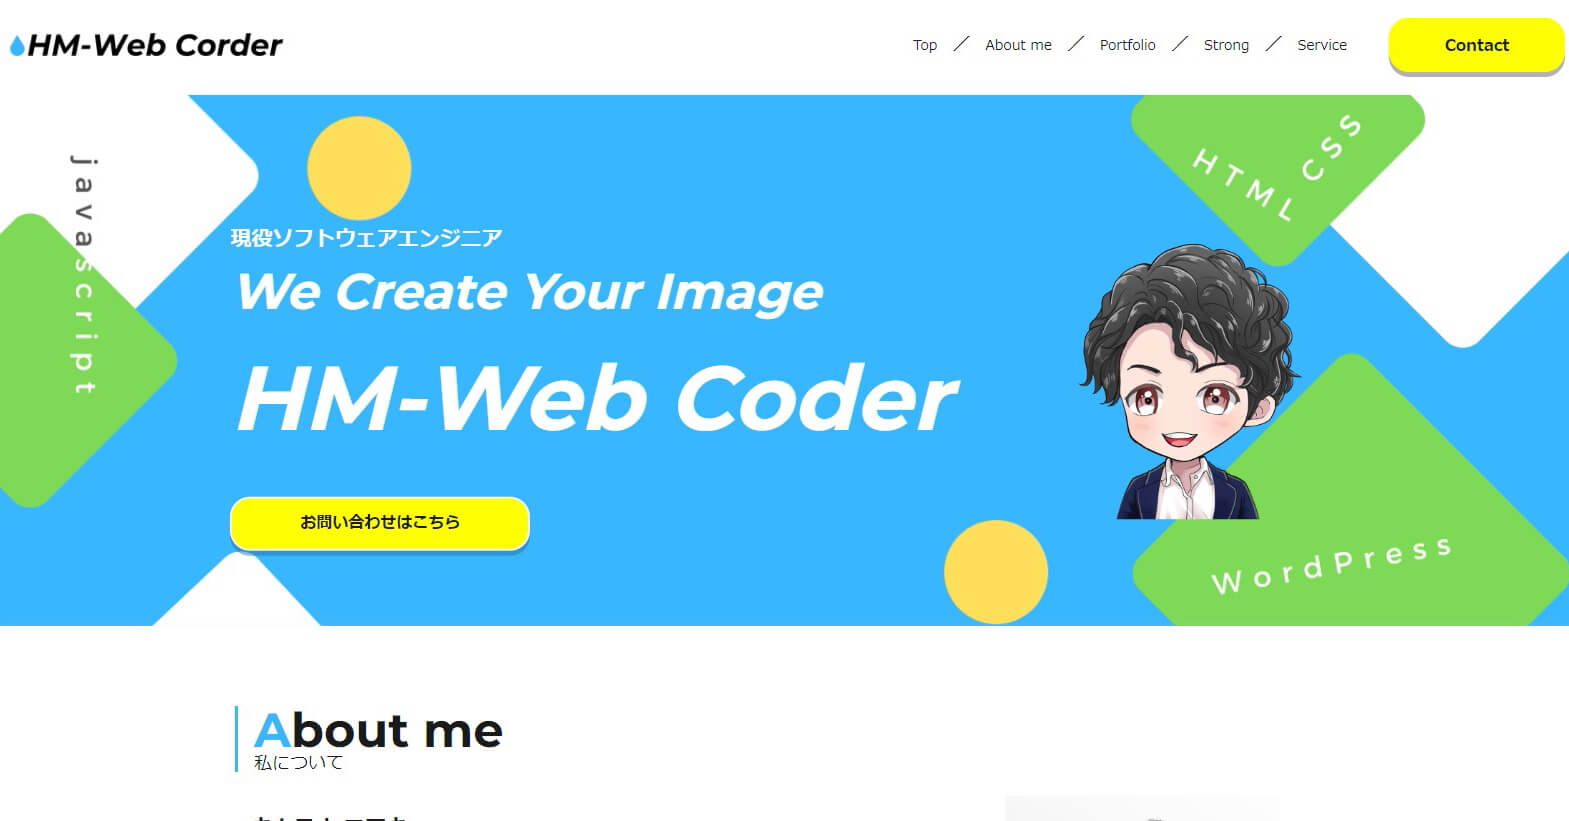 HM-Web Corder
Top / About me / Portfolio / Strong / Service
Contact
javascript
HTML CSS
現役ソフトウェアエンジニア
We Create Your Image
HM-Web Coder
お問い合わせはこちら
WordPress
About me
私について